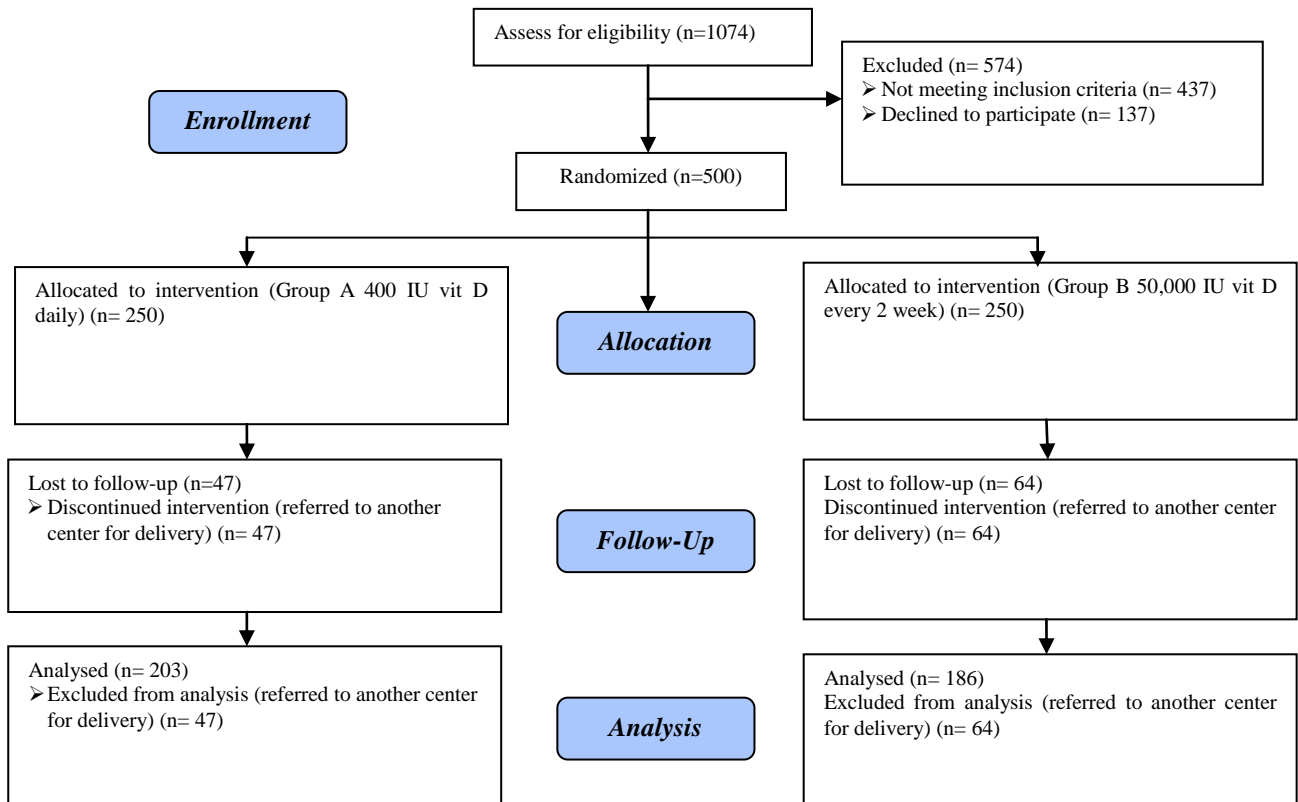 Assess for eligibility (n=1074)
Excluded (n= 574)
➢ Not meeting inclusion criteria (n= 437)
➢ Declined to participate (n= 137)
Enrollment
Randomized (n=500)
Allocated to intervention (Group A 400 IU vit D
daily) (n= 250)
Allocated to intervention (Group B 50,000 IU vit D
every 2 week) (n= 250)
Allocation
Lost to follow-up (n=47)
➢ Discontinued intervention (referred to another
center for delivery) (n= 47)
Lost to follow-up (n= 64)
Discontinued intervention (referred to another center
for delivery) (n= 64)
Follow-Up
Analysed (n= 203)
➢ Excluded from analysis (referred to another center
for delivery) (n= 47)
Analysed (n= 186)
Excluded from analysis (referred to another center
for delivery) (n= 64)
Analysis